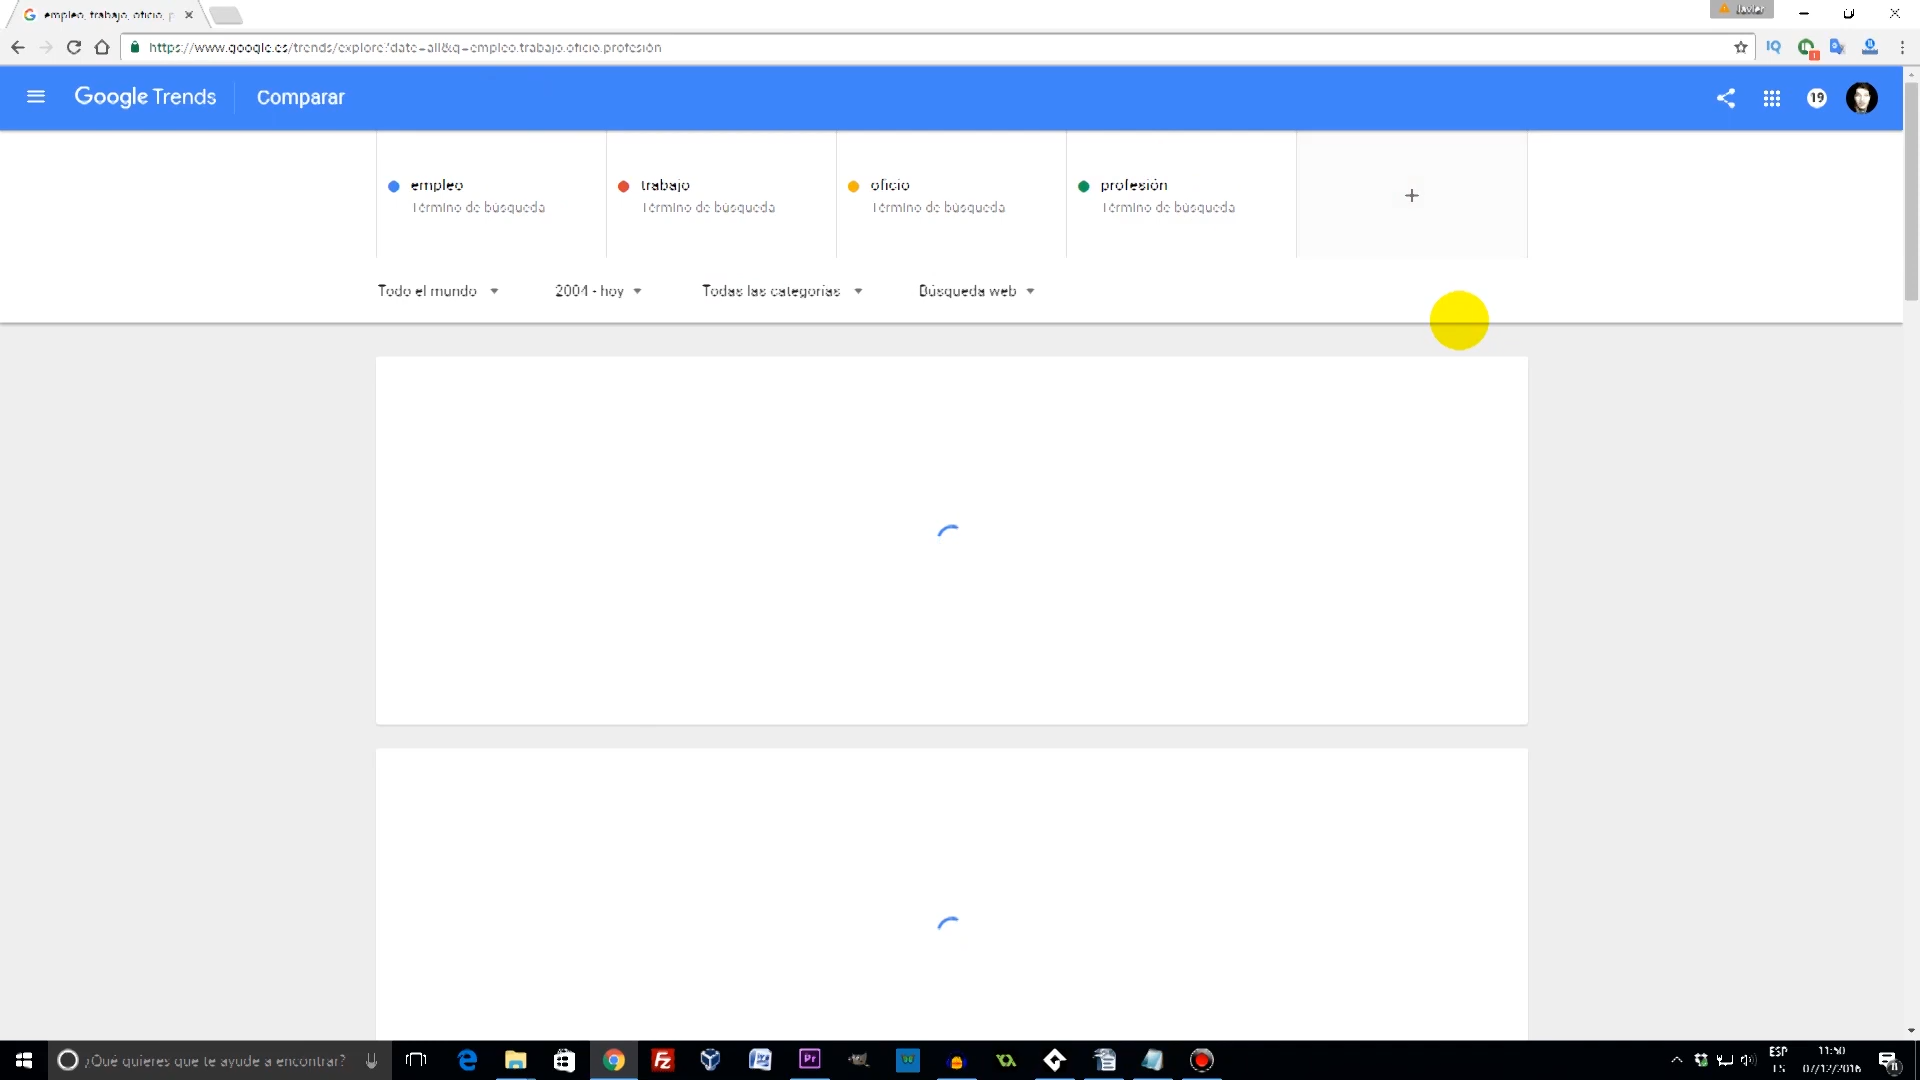 empleo, trabajo, oficio, p
Javier
https://www.google.es/trends/explore?date=all&q=empleo,trabajo,oficio,profesión
Google Trends
Comparar
19
empleo
Término de búsqueda
trabajo
Término de búsqueda
oficio
Término de búsqueda
profesión
Término de búsqueda
+
Todo el mundo
2004 - hoy
Todas las categorías
Búsqueda web
¿Qué quieres que te ayude a encontrar?
ESP
ES
11:50
07/12/2016